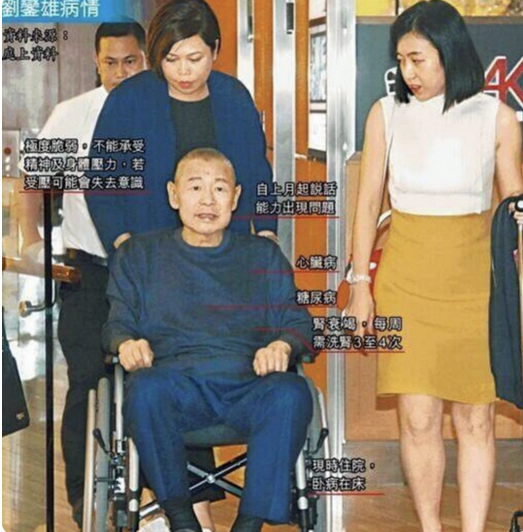 劉鑾雄病情
資料來源：
庭上資料
極度脆弱，不能承受
精神及身體壓力，若
受壓可能會失去意識
自上月起說話
能力出現問題
心臟病
糖尿病
腎衰竭，每周
需洗腎3至4次
現時住院，
卧病在床